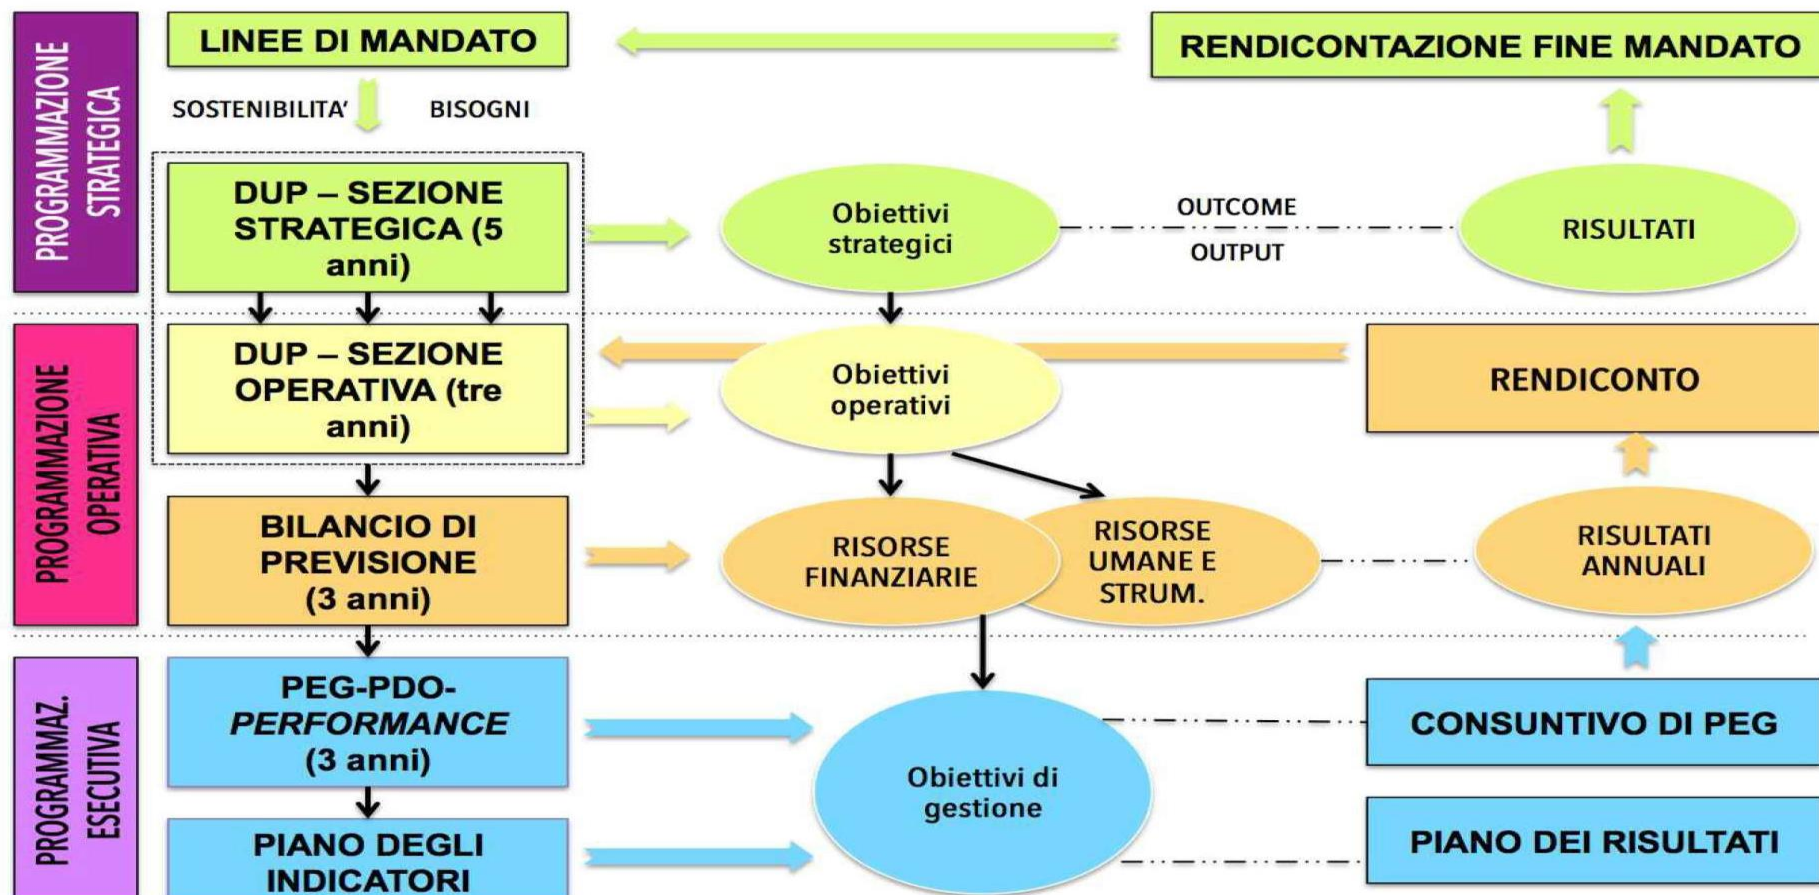 PROGRAMMAZIONE
STRATEGICA
LINEE DI MANDATO
RENDICONTAZIONE FINE MANDATO
SOSTENIBILITA’
BISOGNI
DUP – SEZIONE
STRATEGICA (5
anni)
Obiettivi
strategici
OUTCOME
OUTPUT
RISULTATI
PROGRAMMAZIONE
OPERATIVA
DUP – SEZIONE
OPERATIVA (tre
anni)
Obiettivi
operativi
RENDICONTO
BILANCIO DI
PREVISIONE
(3 anni)
RISORSE
FINANZIARIE
RISORSE
UMANE E
STRUM.
RISULTATI
ANNUALI
PROGRAMMAZ.
ESECUTIVA
PEG-PDO-
PERFORMANCE
(3 anni)
Obiettivi di
gestione
CONSUNTIVO DI PEG
PIANO DEGLI
INDICATORI
PIANO DEI RISULTATI